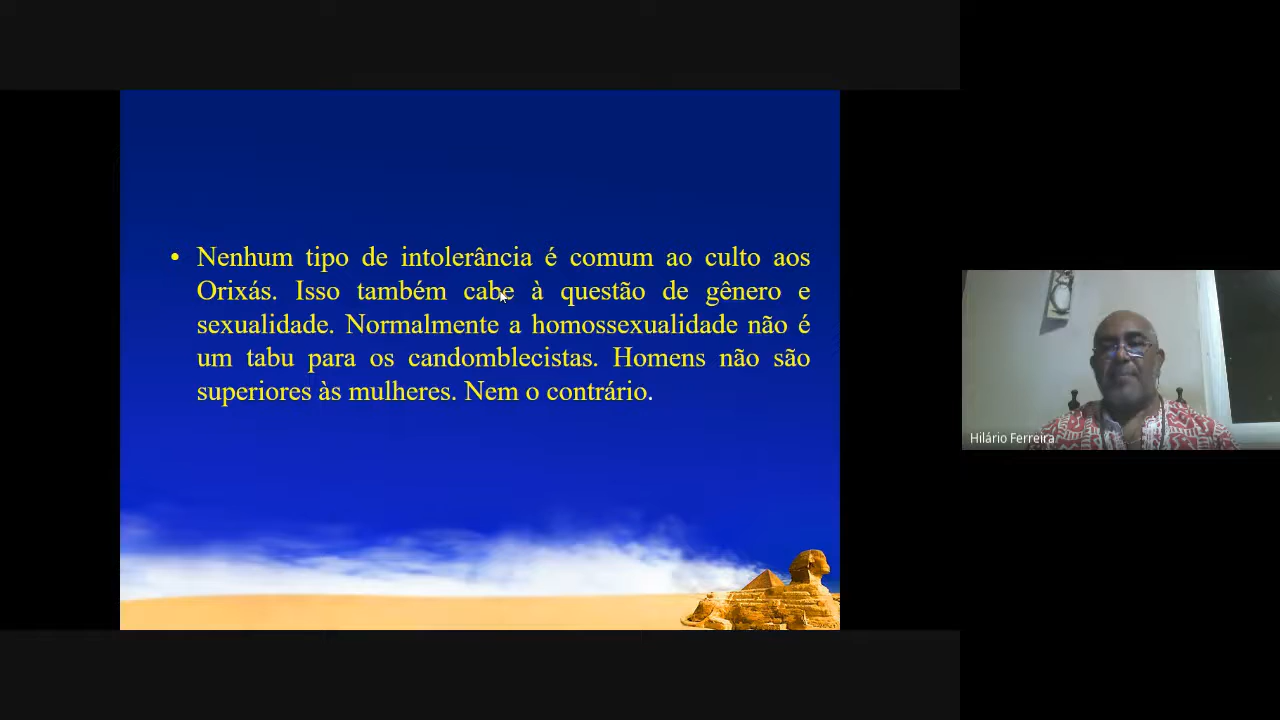 • Nenhum tipo de intolerância é comum ao culto aos
Orixás. Isso também cabe à questão de gênero e
sexualidade. Normalmente a homossexualidade não é
um tabu para os candomblecistas. Homens não são
superiores às mulheres. Nem o contrário.
Hilário Ferreira